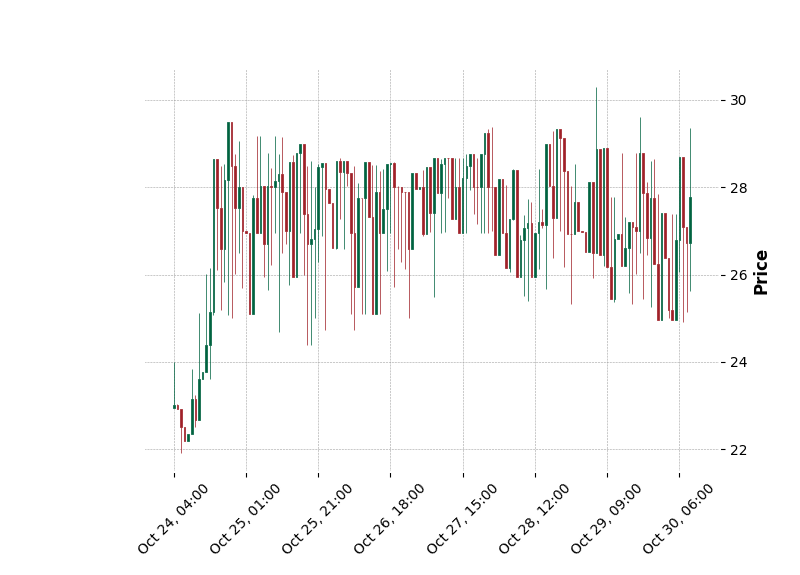 30
28
26
24
22
Price
Oct 24, 04:00
Oct 25, 01:00
Oct 25, 21:00
Oct 26, 18:00
Oct 27, 15:00
Oct 28, 12:00
Oct 29, 09:00
Oct 30, 06:00